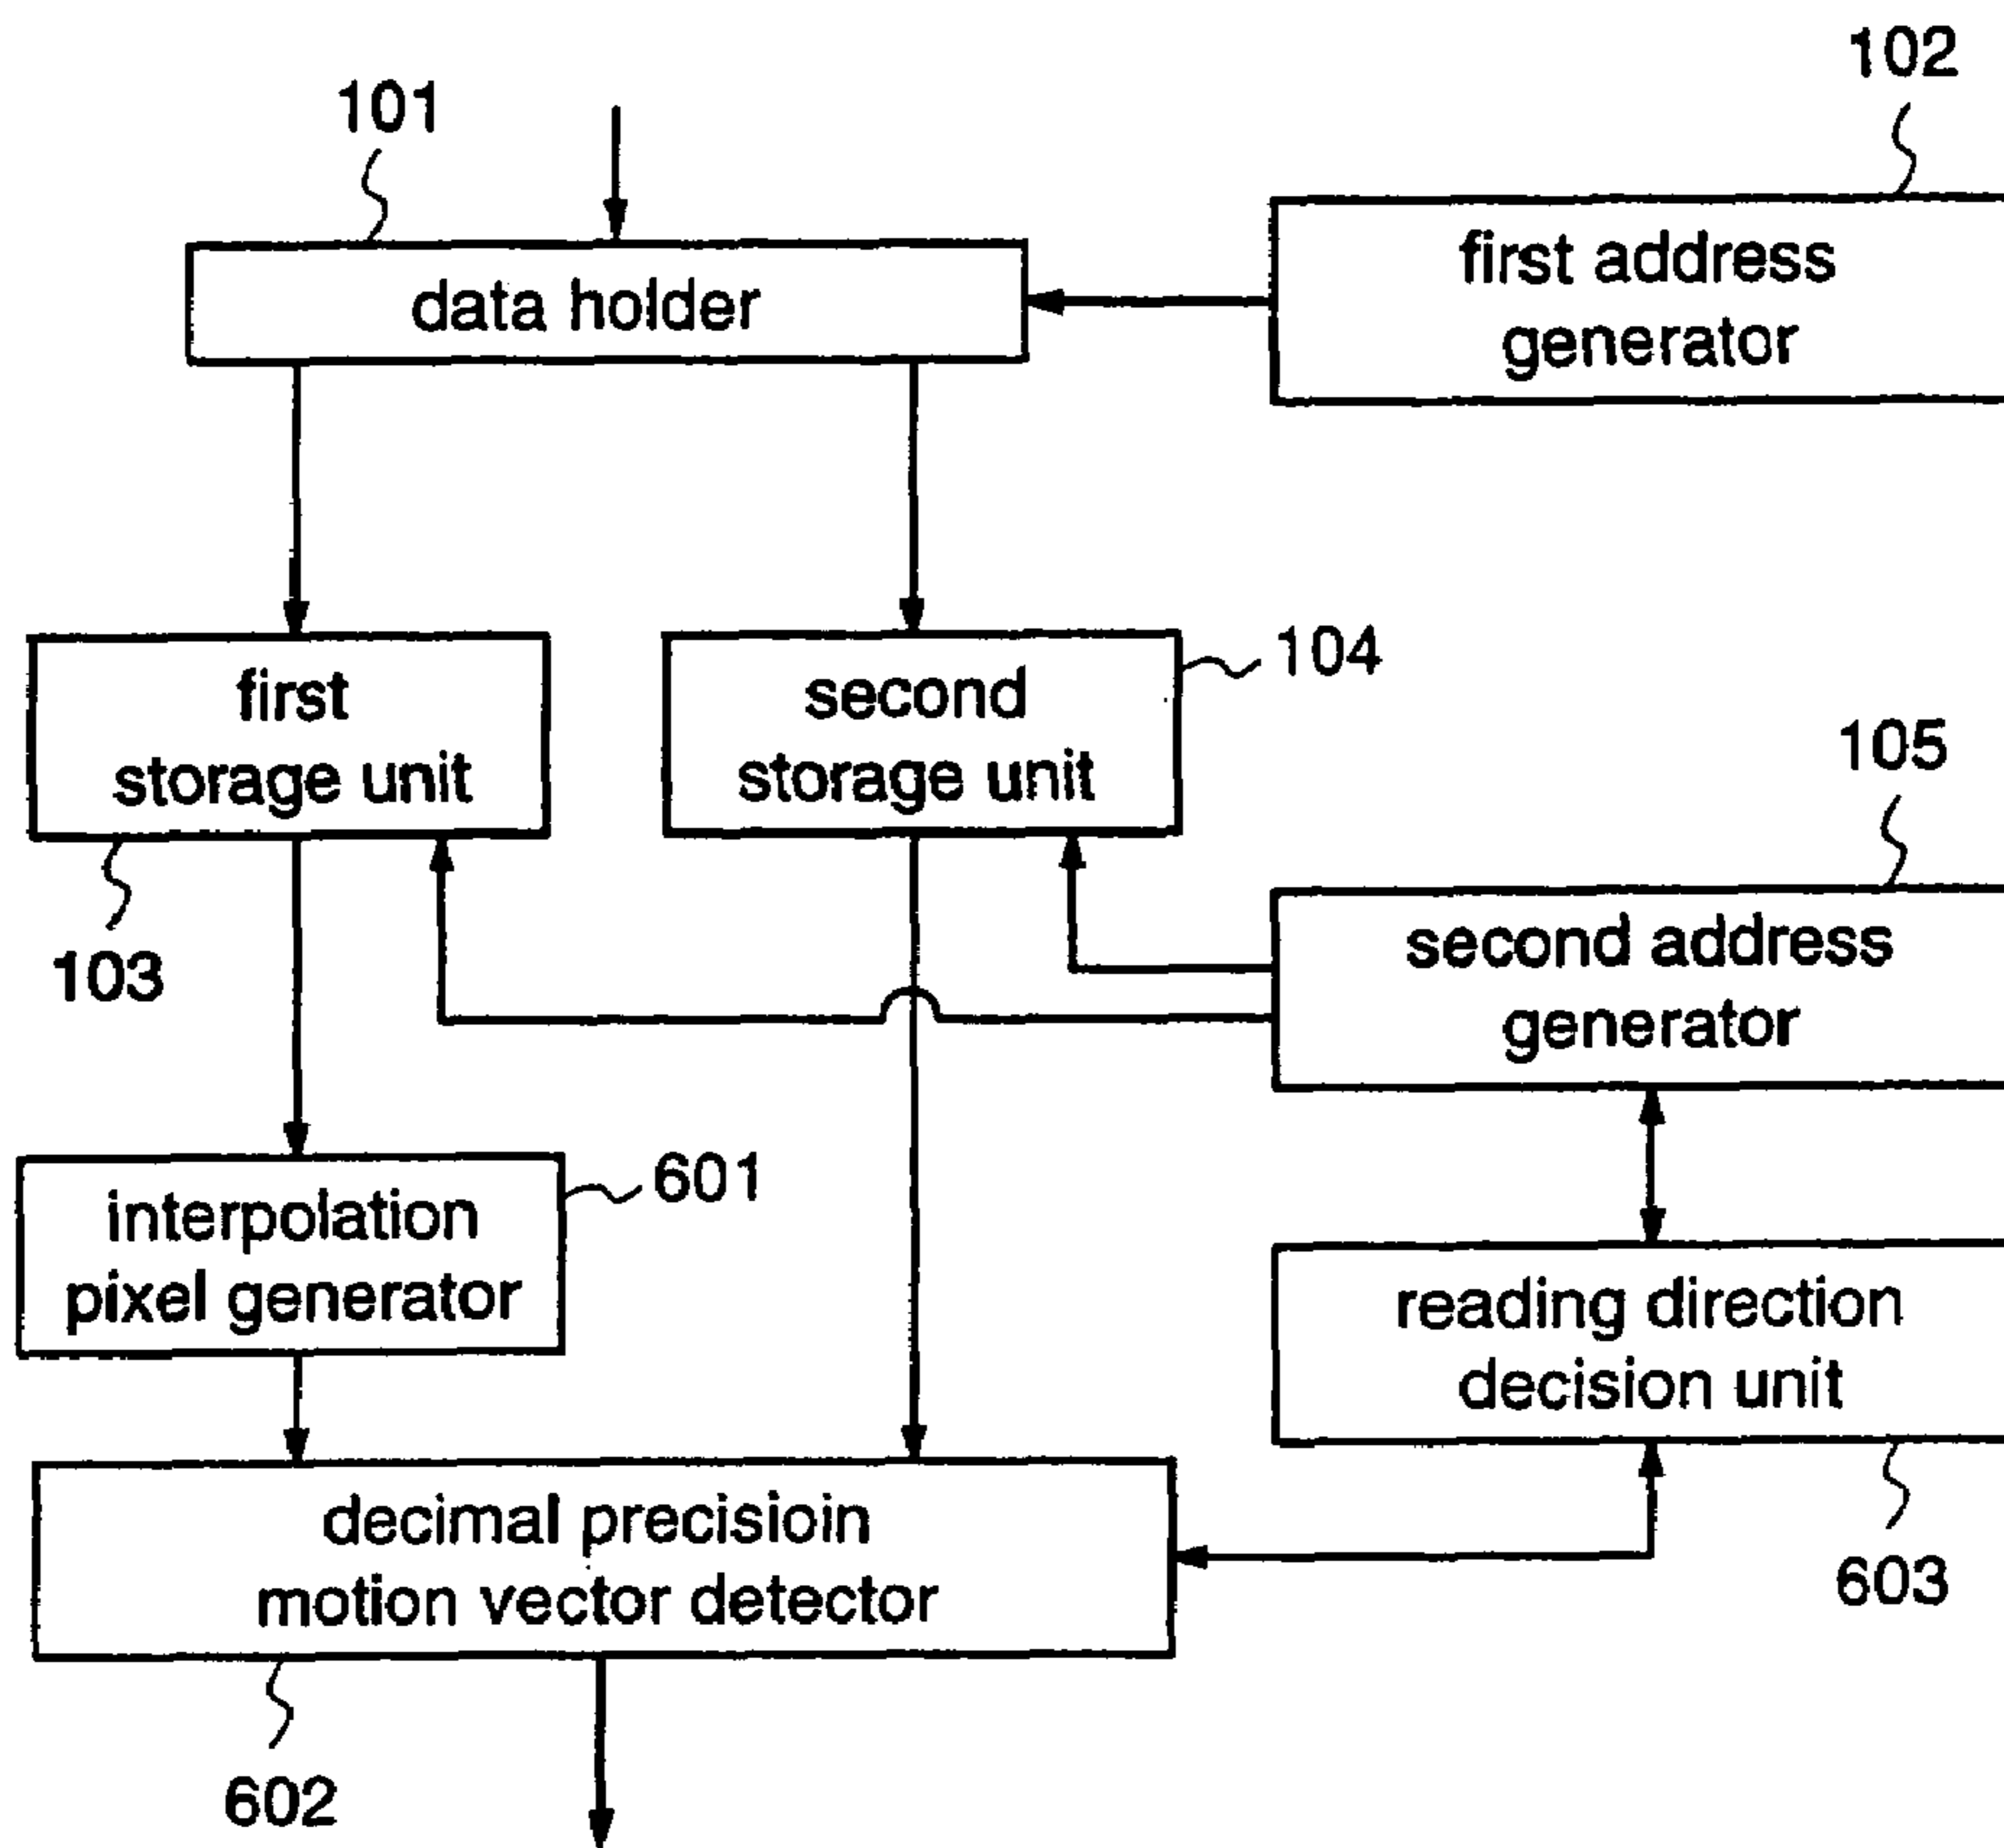 102
101
first address
generator
data holder
104
first
storage unit
second
storage unit
105
103
second address
generator
601
interpolation
pixel generator
reading direction
decision unit
decimal precisioin
motion vector detector
603
602